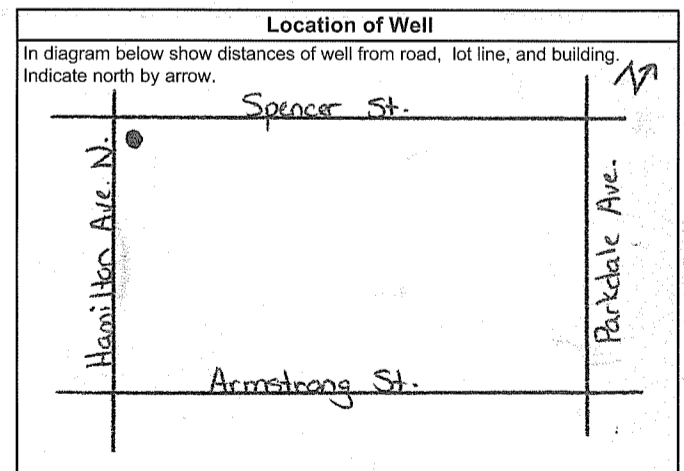 Location of Well
In diagram below show distances of well from road, lot line, and building.
Indicate north by arrow.
N
Spencer St.
Hamilton Ave. N.
Parkdale Ave.
Armstrong St.